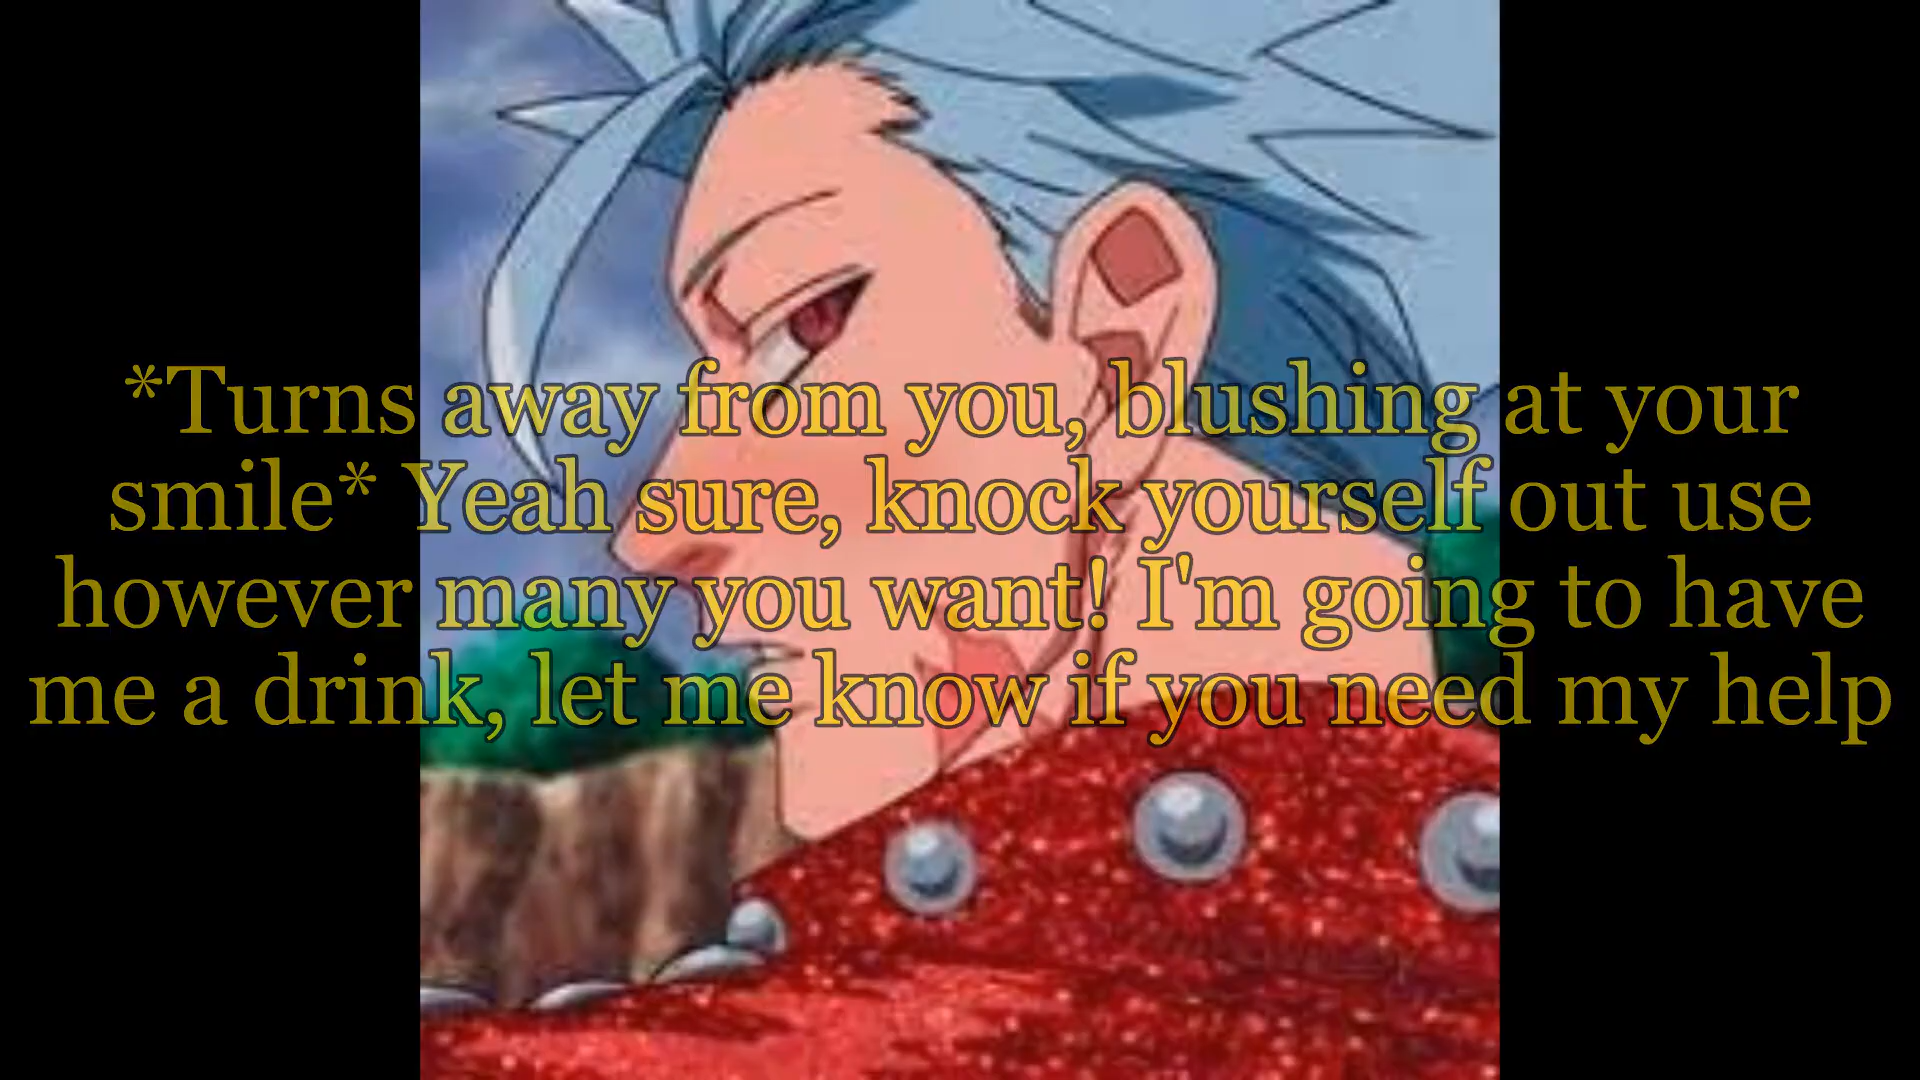 *Turns away from you, blushing at your
smile* Yeah sure, knock yourself out use
however many you want! I'm going to have
me a drink, let me know if you need my help